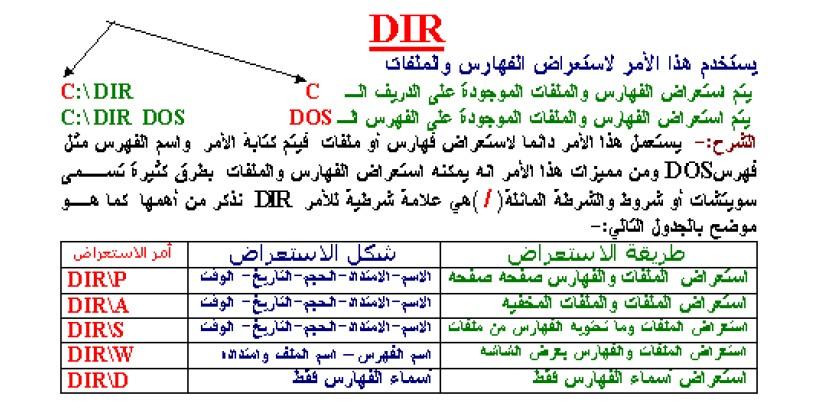 DIR
يستخدم هذا الأمر لاستعراض الفهارس والملفات
يتم استعراض الفهارس والملفات الموجودة على الدريف الـ C C:\ DIR
يتم استعراض الفهارس والملفات الموجودة على الفهرس الـ DOS C:\ DIR DOS
الشرح:- يستعمل هذا الأمر دائما لاستعراض فهارس أو ملفات فيتم كتابة الأمر واسم الفهرس مثل
فهرس DOS ومن مميزات هذا الأمر انه يمكنه استعراض الفهارس والملفات بطرق كثيرة تسمى
سويتشات أو شروط والشرطة المائلة( / )هي علامة شرطية للأمر DIR نذكر من أهمها كما هو
موضح بالجدول التالي:-
طريقة الاستعراض شكل الاستعراض أمر الاستعراض
استعراض الملفات والفهارس صفحه صفحه الاسم-الامتداد-الحجم-التاريخ- الوقت DIR\P
استعراض الملفات والملفات المخفيه الاسم-الامتداد-الحجم-التاريخ- الوقت DIR\A
استعراض الملفات وما تحتويه الفهارس من ملفات الاسم-الامتداد-الحجم-التاريخ- الوقت DIR\S
استعراض الملفات والفهارس بعرض الشاشه اسم الفهرس – اسم الملف وامتداده DIR\W
استعراض أسماء الفهارس فقط أسماء الفهارس فقط DIR\D